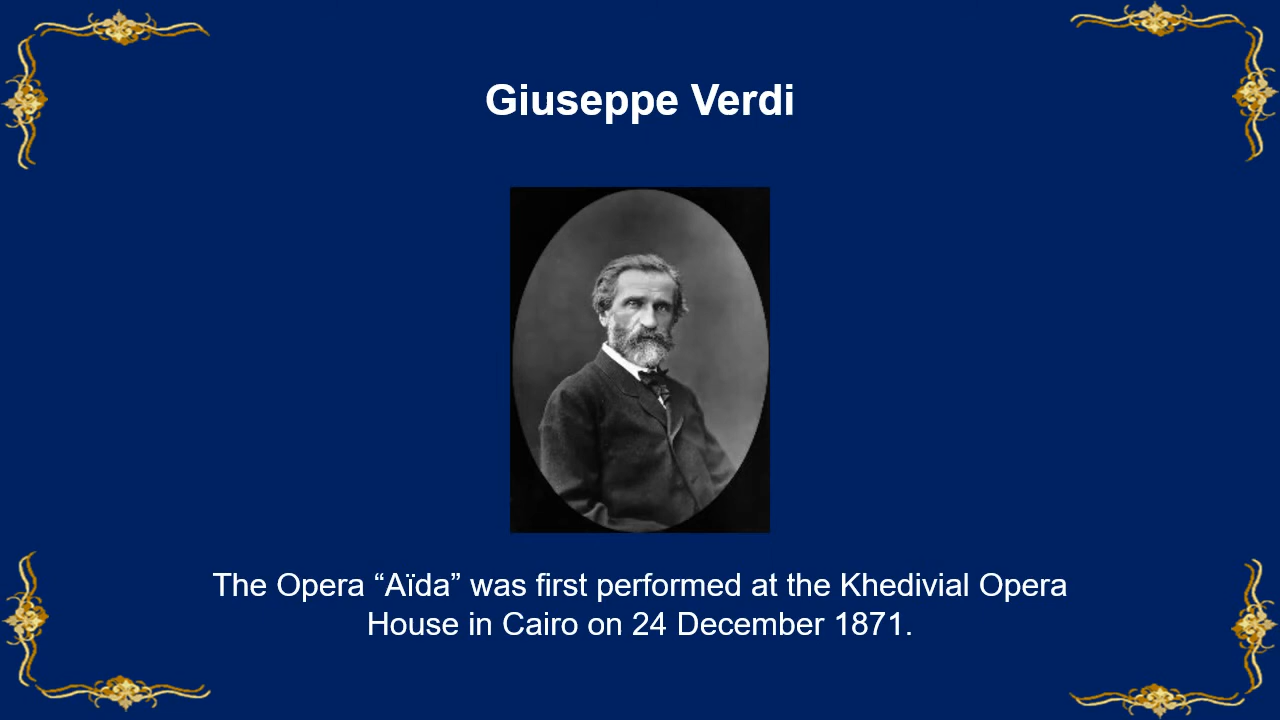 Giuseppe Verdi
The Opera “Aïda” was first performed at the Khedivial Opera
House in Cairo on 24 December 1871.